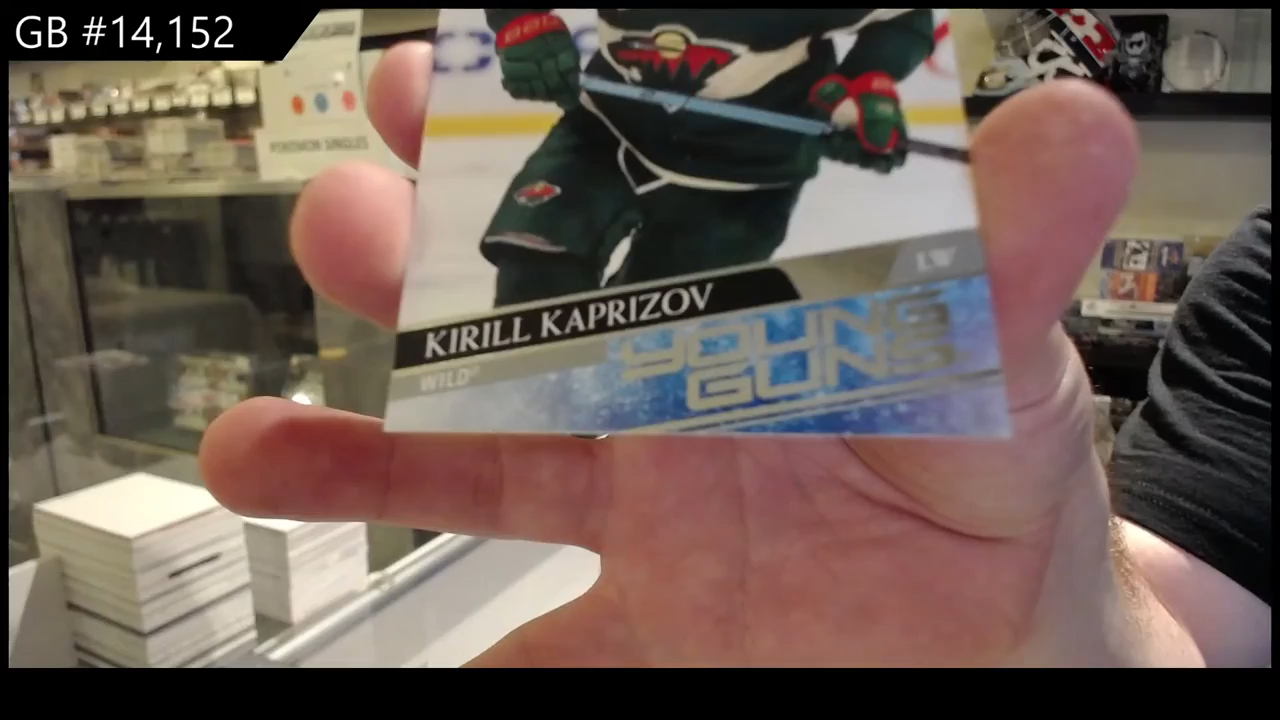 GB #14,152
POKEMON SINGLES
LW
KIRILL KAPRIZOV
WILD
YOUNG
GUNS